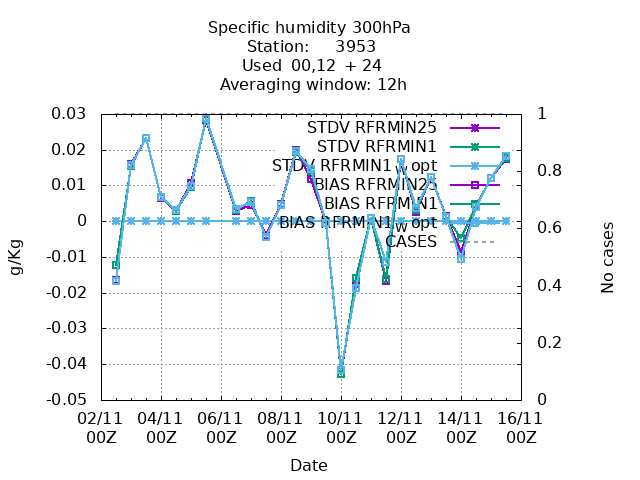 Specific humidity 300hPa
Station: 3953
Used 00,12 + 24
Averaging window: 12h
0.03
0.02
0.01
0
-0.01
-0.02
-0.03
-0.04
-0.05
g/Kg
1
0.8
0.6
0.4
0.2
0
No cases
STDV RFRMIN25
STDV RFRMIN1
STDV RFRMIN1 w opt
BIAS RFRMIN25
BIAS RFRMIN1
BIAS RFRMIN1 w opt
CASES
02/11 04/11 06/11 08/11 10/11 12/11 14/11 16/11
00Z 00Z 00Z 00Z 00Z 00Z 00Z 00Z
Date